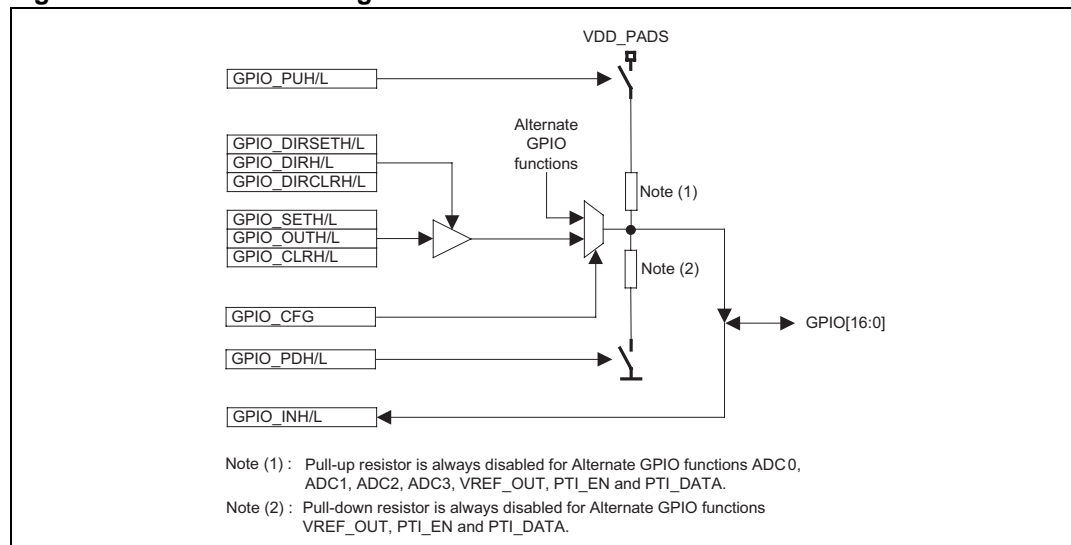 VDD_PADS
GPIO_PUH/L
Alternate
GPIO
functions
GPIO_DIRSETH/L
GPIO_DIRH/L
GPIO_DIRCLRH/L
Note (1)
GPIO_SETH/L
GPIO_OUTH/L
GPIO_CLRH/L
Note (2)
GPIO_CFG
GPIO[16:0]
GPIO_PDH/L
GPIO_INH/L
Note (1) : Pull-up resistor is always disabled for Alternate GPIO functions ADC0,
ADC1, ADC2, ADC3, VREF_OUT, PTI_EN and PTI_DATA.
Note (2) : Pull-down resistor is always disabled for Alternate GPIO functions
VREF_OUT, PTI_EN and PTI_DATA.